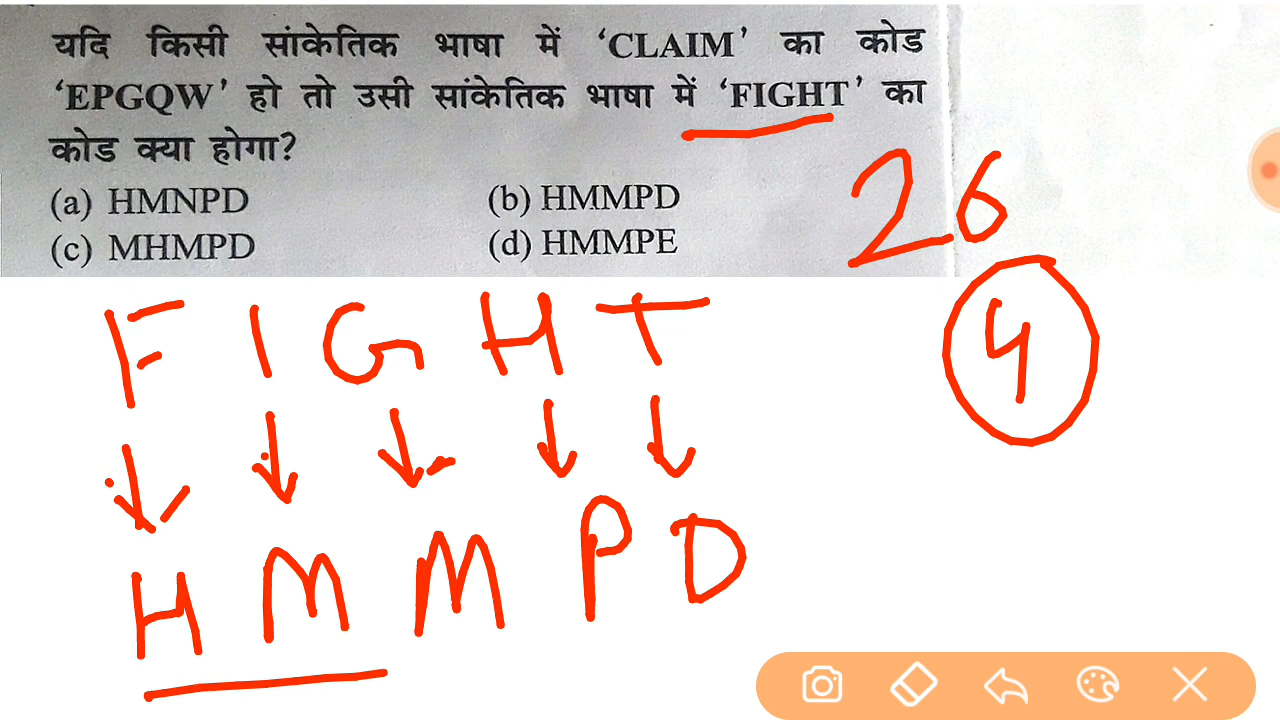 यदि किसी सांकेतिक भाषा में ‘CLAIM’ का कोड
‘EPGQW’ हो तो उसी सांकेतिक भाषा में ‘FIGHT’ का
कोड क्या होगा?
(a) HMNPD (b) HMMPD
(c) MHMPD (d) HMMPE
26
4
F I G H T
H M M P D